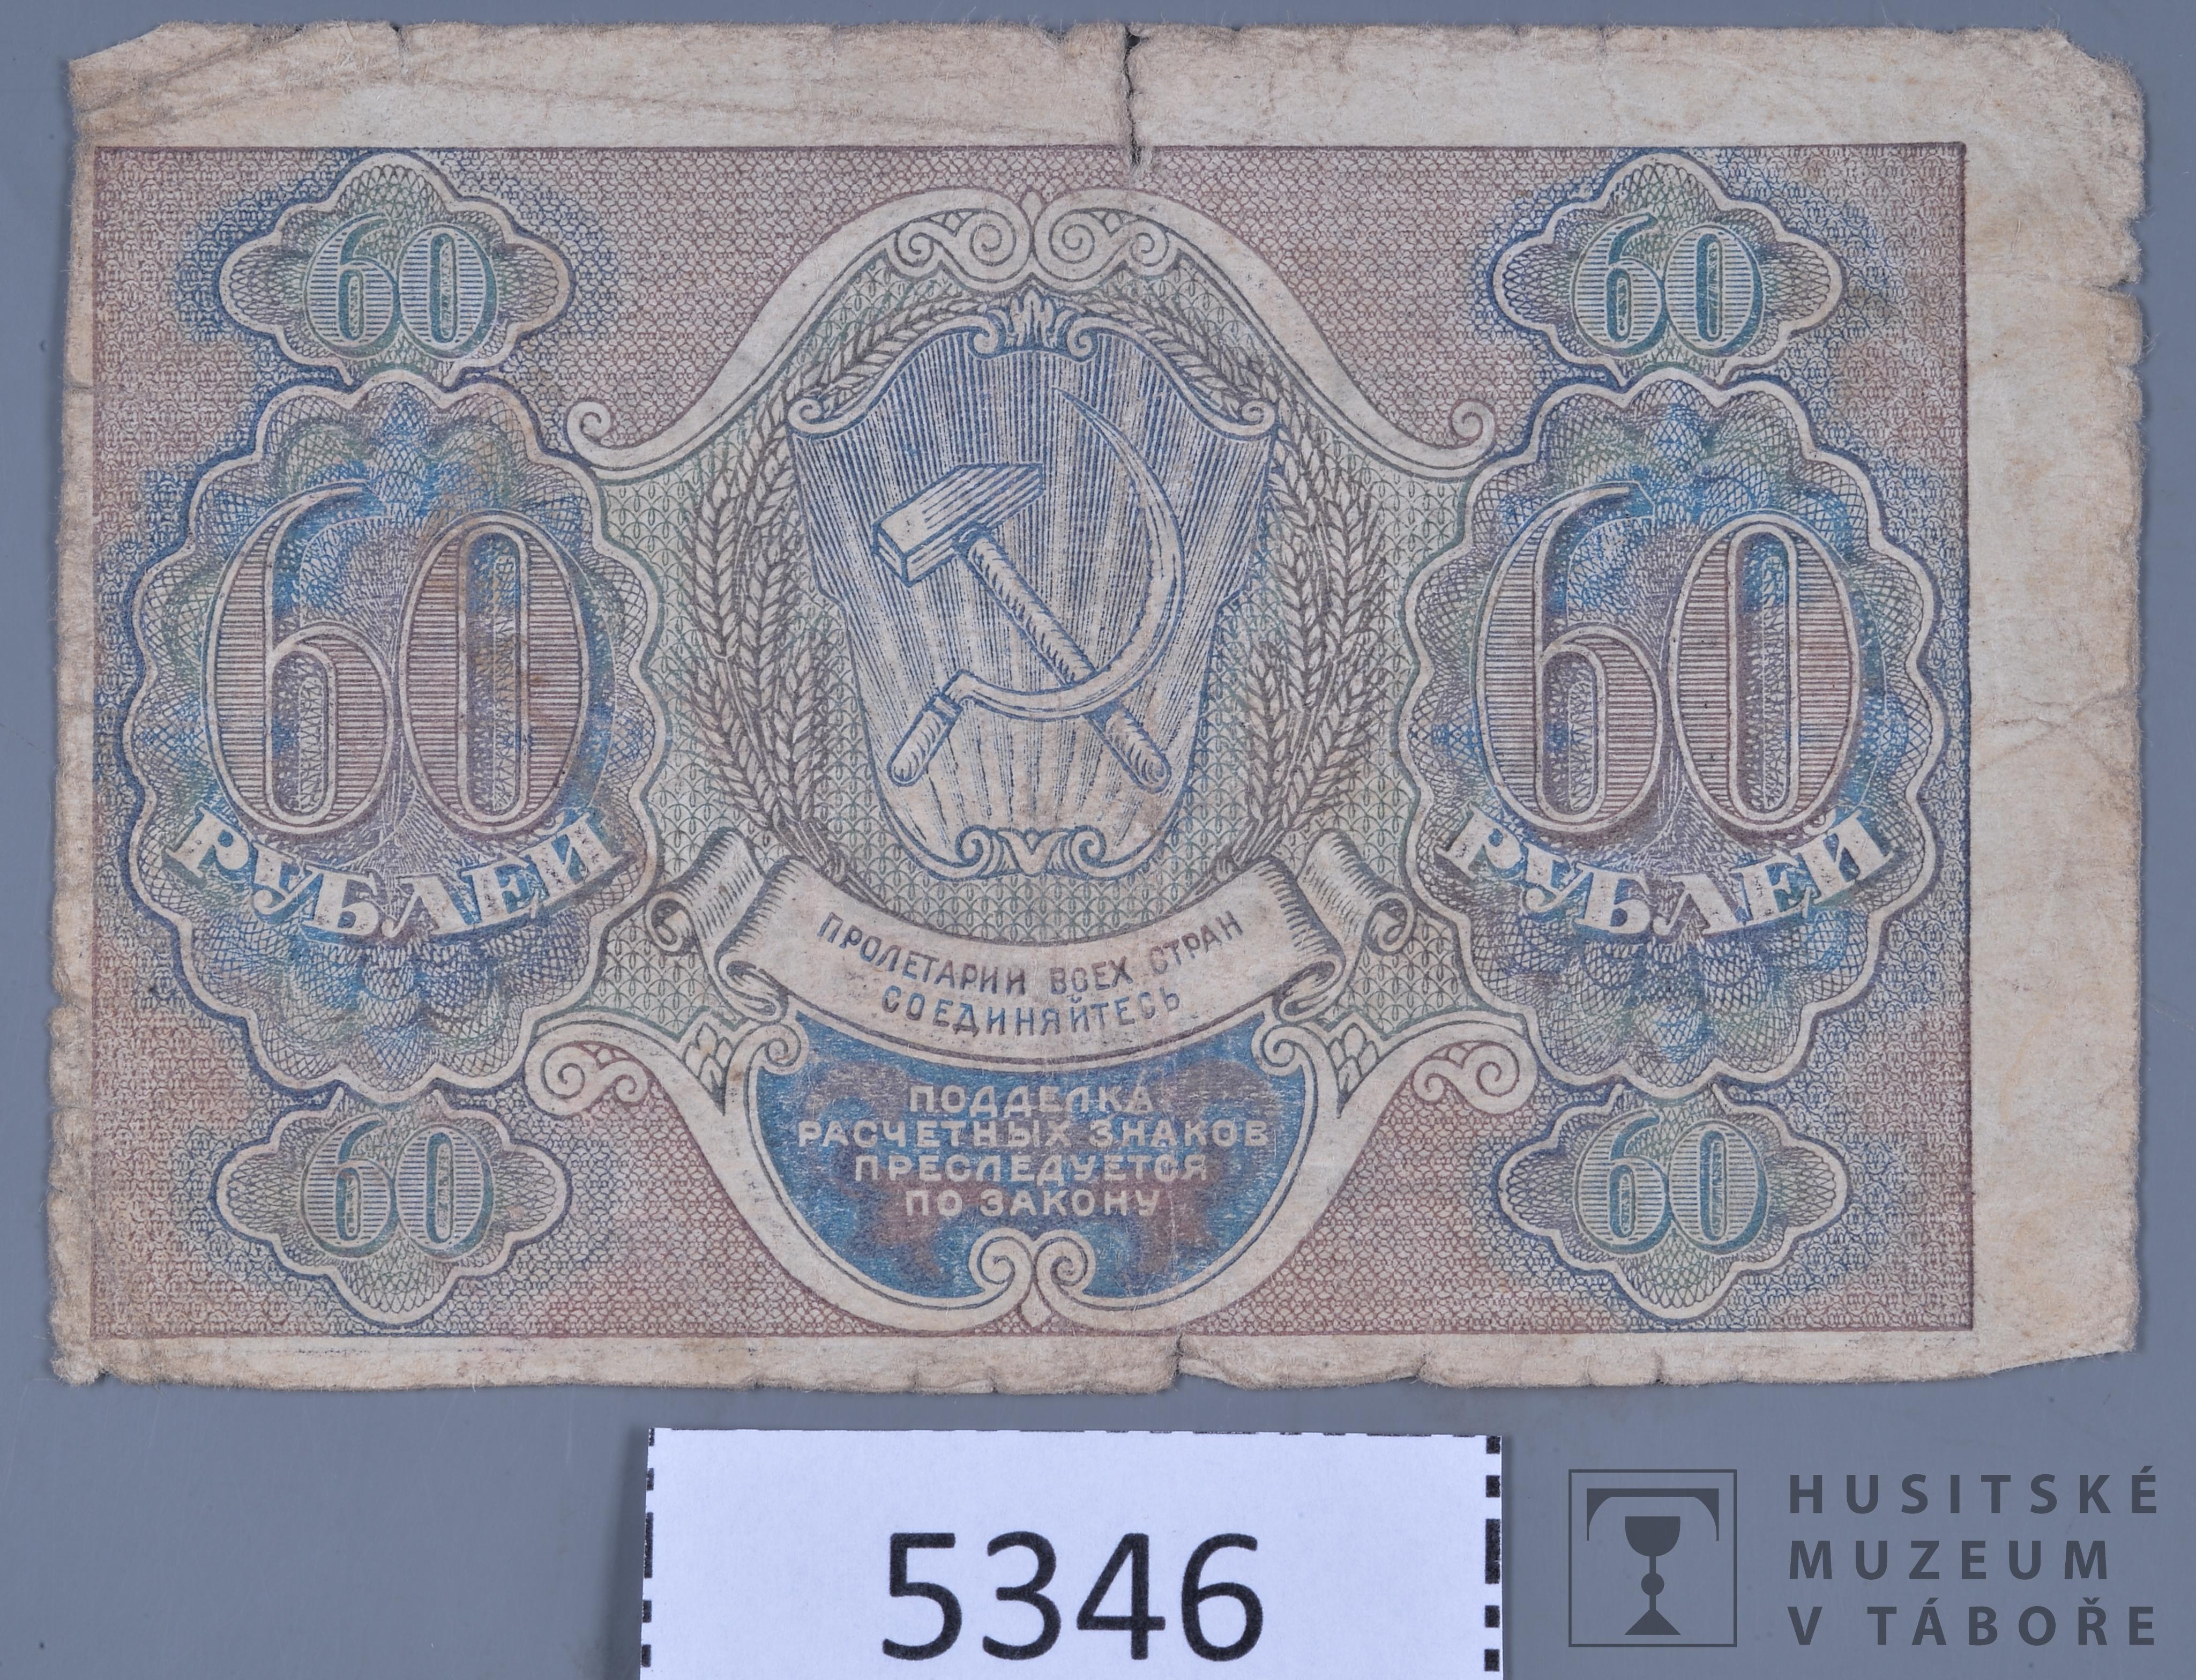 60
60
60
60
РУБЛЕЙ
РУБЛЕЙ
ПРОЛЕТАРИИ ВСЕХ СТРАН
СОЕДИНЯЙТЕСЬ
ПОДДЕЛКА
РАСЧЕТНЫХ ЗНАКОВ
ПРЕСЛЕДУЕТСЯ
ПО ЗАКОНУ
60
60
5346
HUSITSKÉ
MUZEUM
V TÁBOŘE